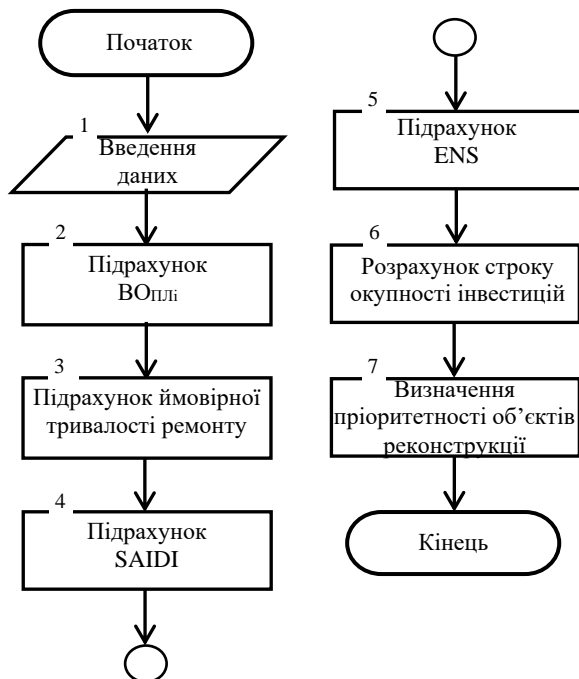 Початок
1
Введення
даних
2
Підрахунок
ВОПЛі
3
Підрахунок ймовірної
тривалості ремонту
4
Підрахунок
SAIDI
5
Підрахунок
ENS
6
Розрахунок строку
окупності інвестицій
7
Визначення
пріоритетності об’єктів
реконструкції
Кінець